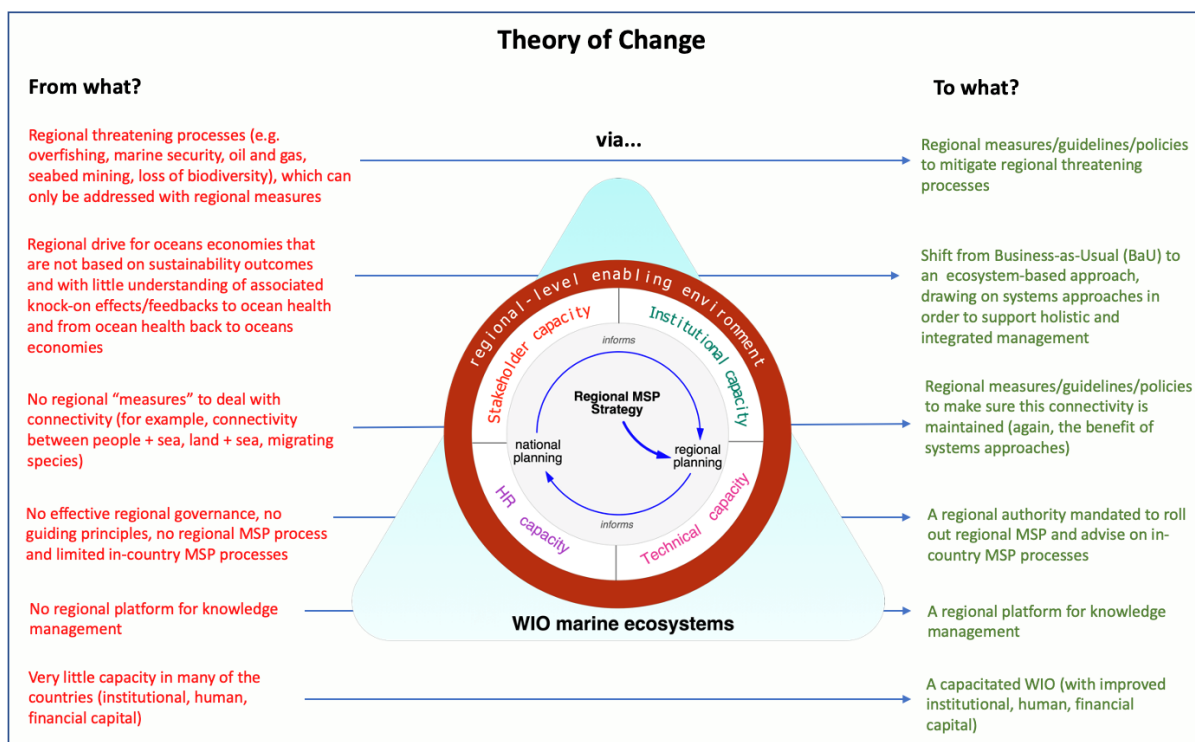 Theory of Change
From what?
Regional threatening processes (e.g.
overfishing, marine security, oil and gas,
seabed mining, loss of biodiversity), which can
only be addressed with regional measures
Regional drive for oceans economies that
are not based on sustainability outcomes
and with little understanding of associated
knock-on effects/feedbacks to ocean health
and from ocean health back to oceans
economies
No regional “measures” to deal with
connectivity (for example, connectivity
between people + sea, land + sea, migrating
species)
No effective regional governance, no
guiding principles, no regional MSP process
and limited in-country MSP processes
No regional platform for knowledge
management
Very little capacity in many of the
countries (institutional, human,
financial capital)
via...
regional-level enabling environment
Stakeholder capacity
Institutional capacity
HR capacity
Technical capacity
informs
Regional MSP
Strategy
national
planning
regional
planning
informs
WIO marine ecosystems
To what?
Regional measures/guidelines/policies
to mitigate regional threatening
processes
Shift from Business-as-Usual (BaU) to
an ecosystem-based approach,
drawing on systems approaches in
order to support holistic and
integrated management
Regional measures/guidelines/policies
to make sure this connectivity is
maintained (again, the benefit of
systems approaches)
A regional authority mandated to roll
out regional MSP and advise on in-
country MSP processes
A regional platform for knowledge
management
A capacitated WIO (with improved
institutional, human, financial
capital)